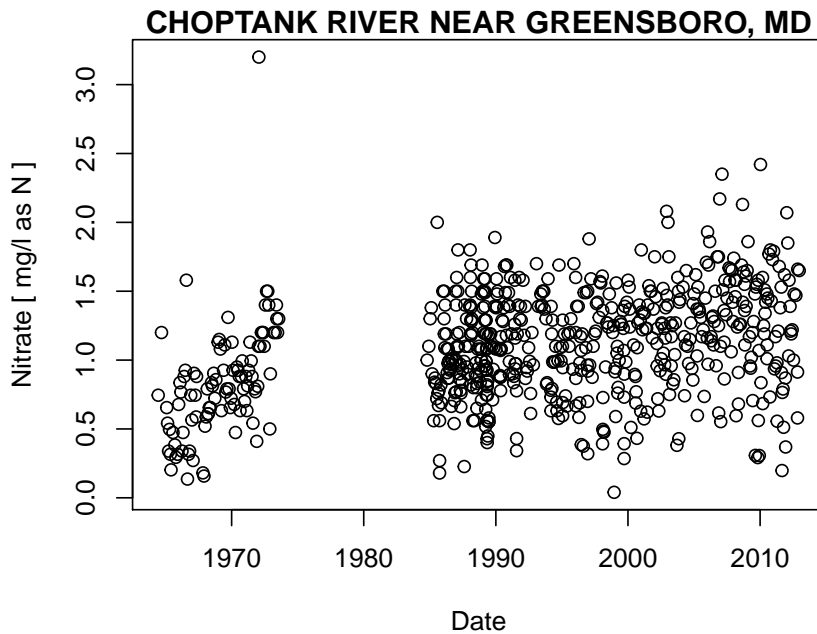 CHOPTANK RIVER NEAR GREENSBORO, MD
3.0
2.5
2.0
1.5
1.0
0.5
0.0
Nitrate [ mg/l as N ]
1970 1980 1990 2000 2010
Date